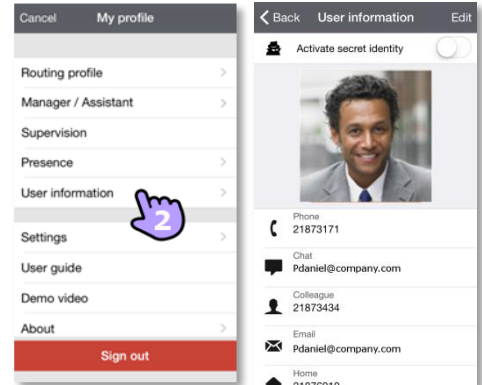 Cancel My profile
Routing profile
Manager / Assistant
Supervision
Presence
User information
2
Settings
User guide
Demo video
About
Sign out
Back User information Edit
Activate secret identity
Phone
21873171
Chat
Pdaniel@company.com
Colleague
21873434
Email
Pdaniel@company.com
Home